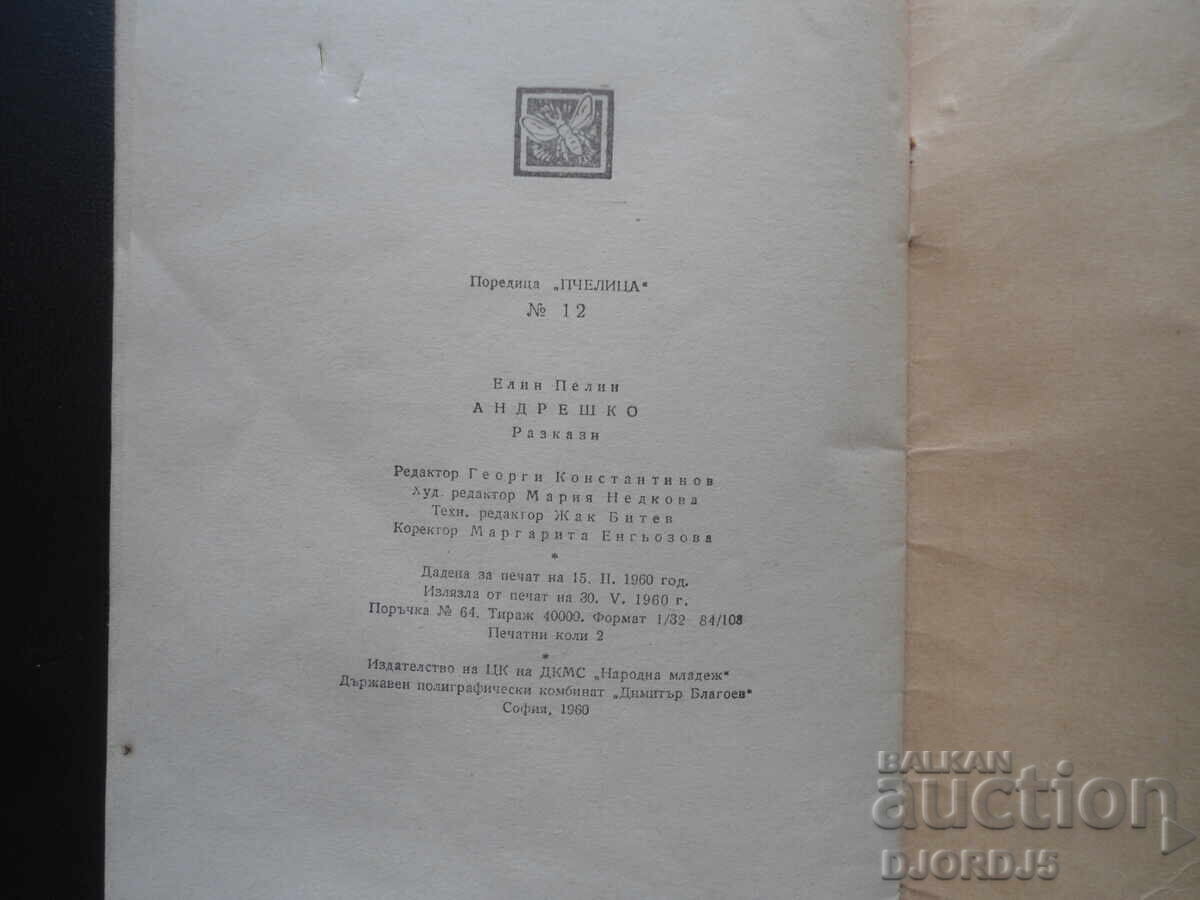 Поредица „ПЧЕЛИЦА“
№ 12
Елин Пелин
АНДРЕШКО
Разкази
Редактор Георги Константинов
Худ. редактор Мария Недкова
Техн. редактор Жак Битев
Коректор Маргарита Енгьозова
*
Дадена за печат на 15. II. 1960 год.
Излязла от печат на 30. V. 1960 г.
Поръчка № 64. Тираж 40000. Формат 1/32 84/108
Печатни коли 2
*
Издателство на ЦК на ДКМС „Народна младеж“
Държавен полиграфически комбинат „Димитър Благоев“
София, 1960
BALKAN
auction
DJORDJ5